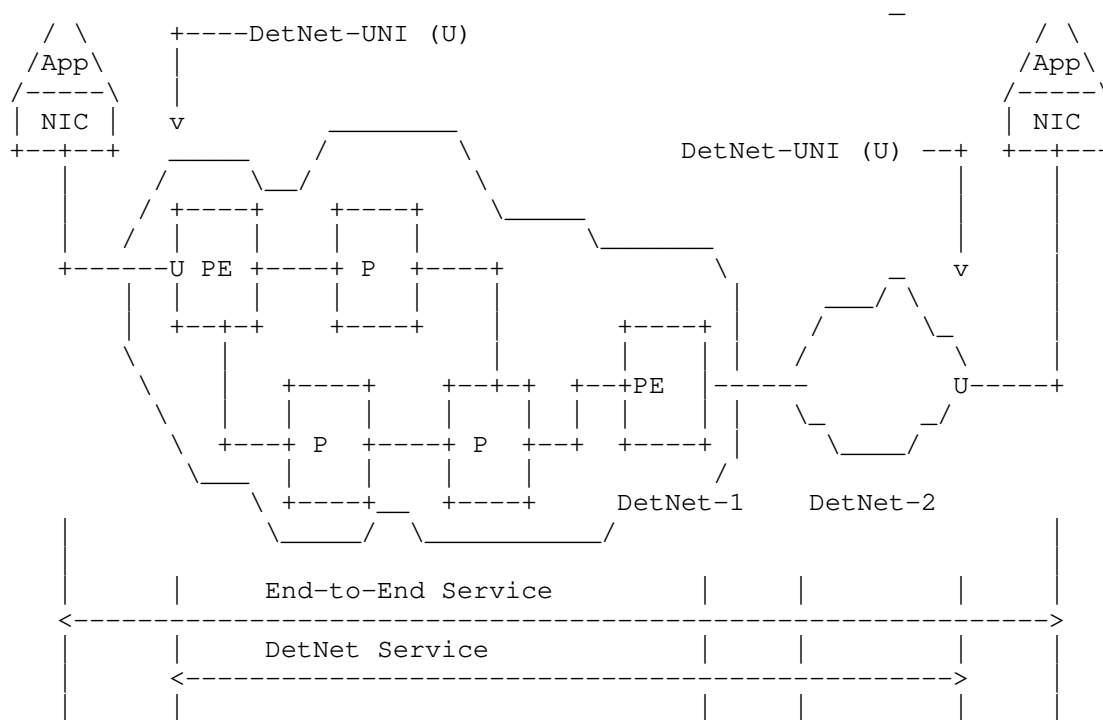 DetNet-UNI (U)
App App
NIC v NIC
DetNet-UNI (U)
U PE P v
PE U
P P
DetNet-1 DetNet-2
End-to-End Service
DetNet Service